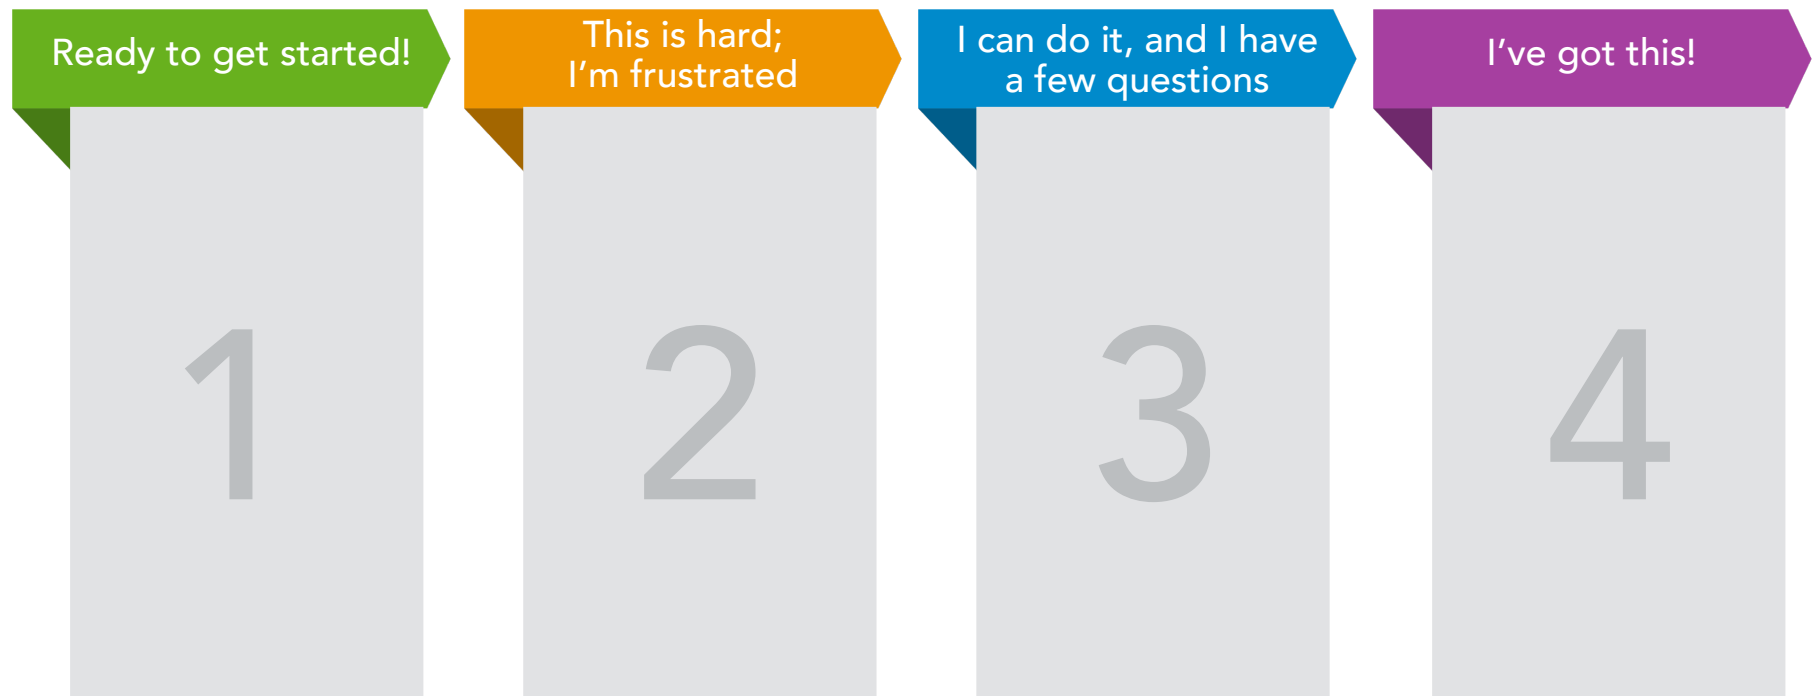 Ready to get started!
This is hard;
I’m frustrated
I can do it, and I have
a few questions
I’ve got this!
1
2
3
4